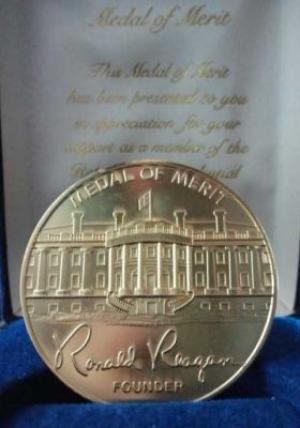 Medal of Merit
This Medal of Merit
has been presented to you
in appreciation for your
support as a member of the
MEDAL OF MERIT
Ronald Reagan
FOUNDER